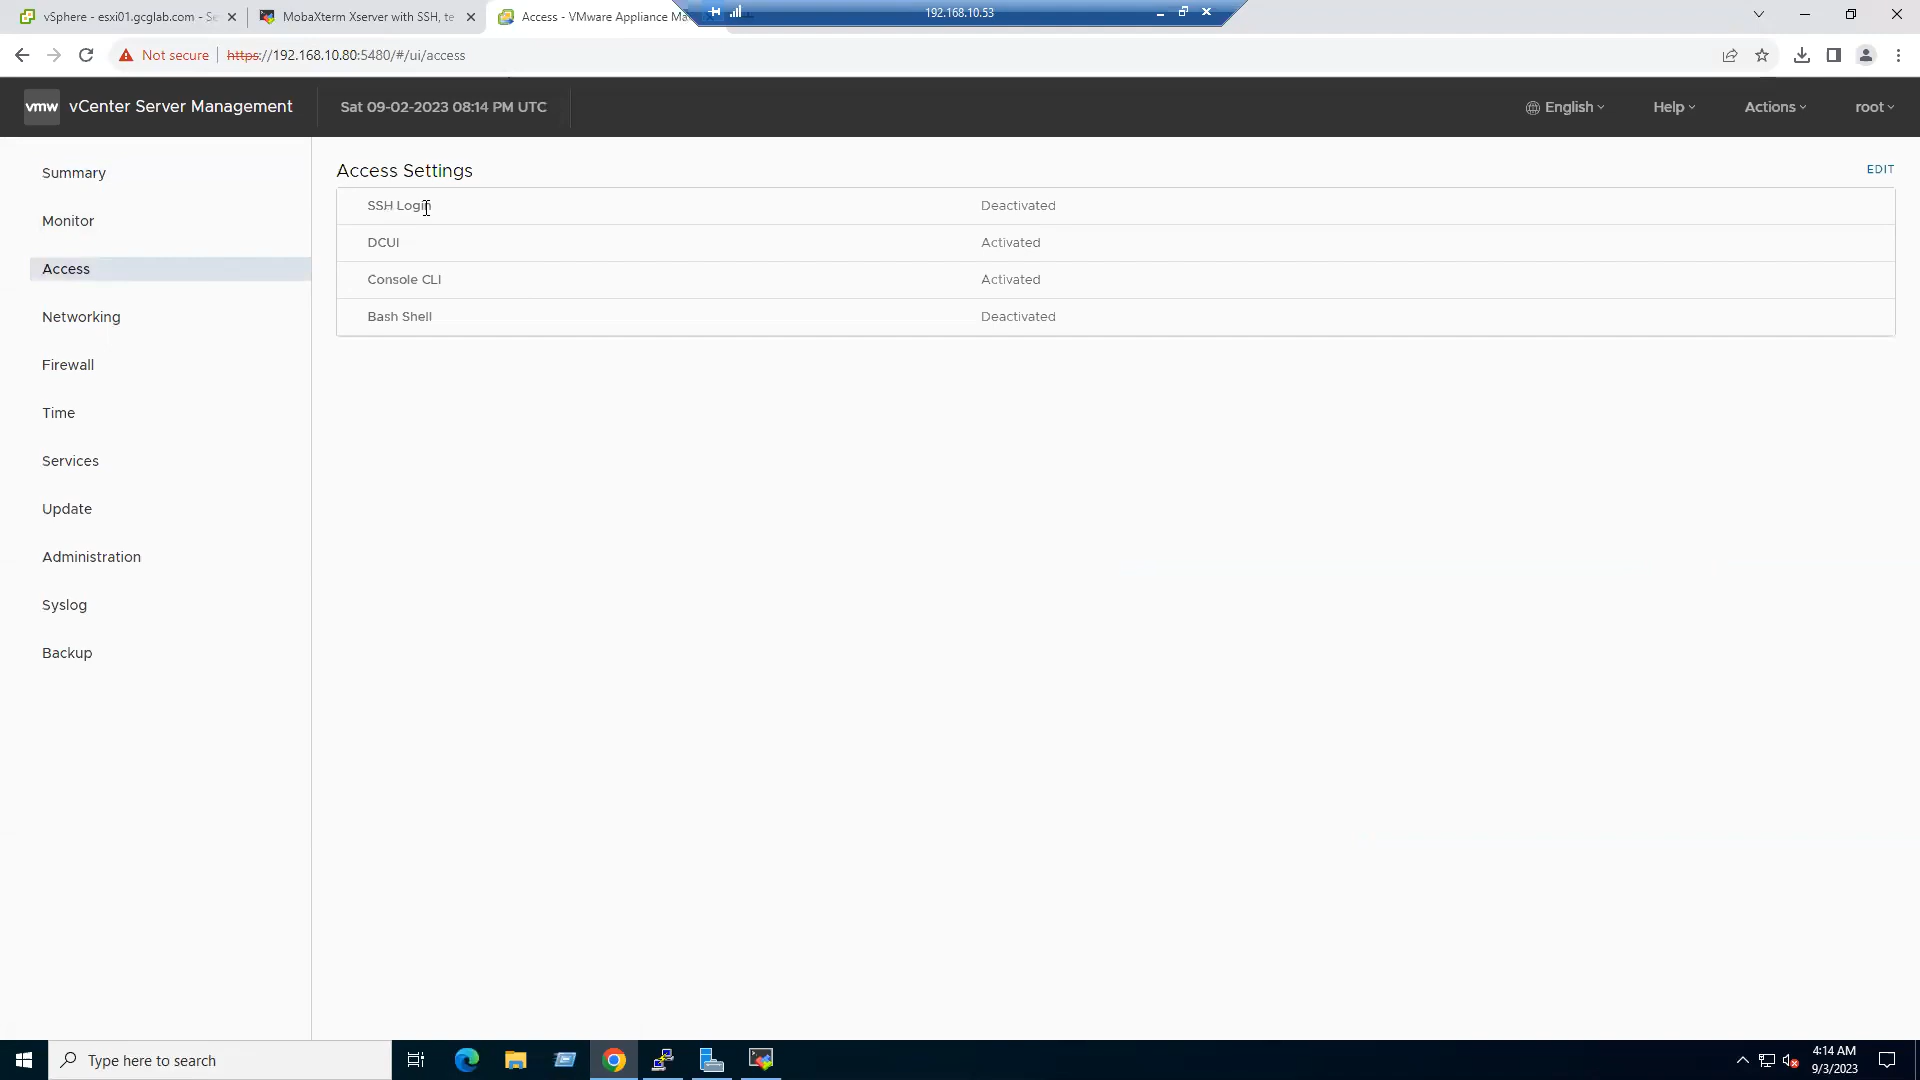 vSphere - esxi01.gcglab.com - Se
MobaXterm Xserver with SSH, te
Access - VMware Appliance Ma
192.168.10.53
Not secure
https://192.168.10.80:5480/#/ui/access
vmw
vCenter Server Management
Sat 09-02-2023 08:14 PM UTC
English
Help
Actions
root
Summary
Monitor
Access
Networking
Firewall
Time
Services
Update
Administration
Syslog
Backup
Access Settings
EDIT
SSH Login Deactivated
DCUI Activated
Console CLI Activated
Bash Shell Deactivated
Type here to search
4:14 AM
9/3/2023